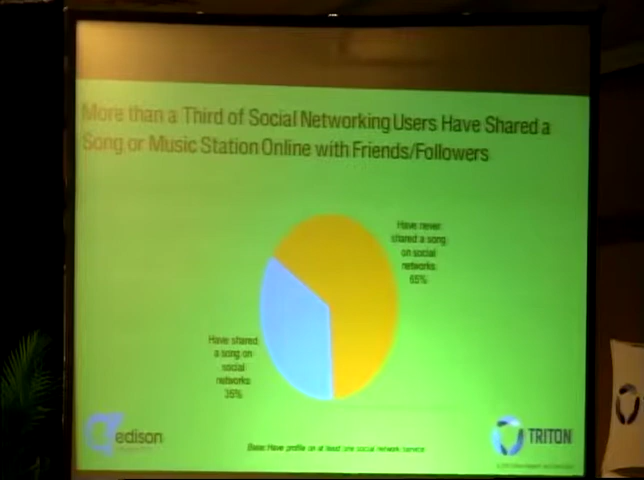 More than a Third of Social Networking Users Have Shared a
Song or Music Station Online with Friends/Followers
Have never
shared a song
on social
networks
65%
Have shared
a song on
social
networks
35%
edison
Base: Have profile on at least one social network service
TRITON